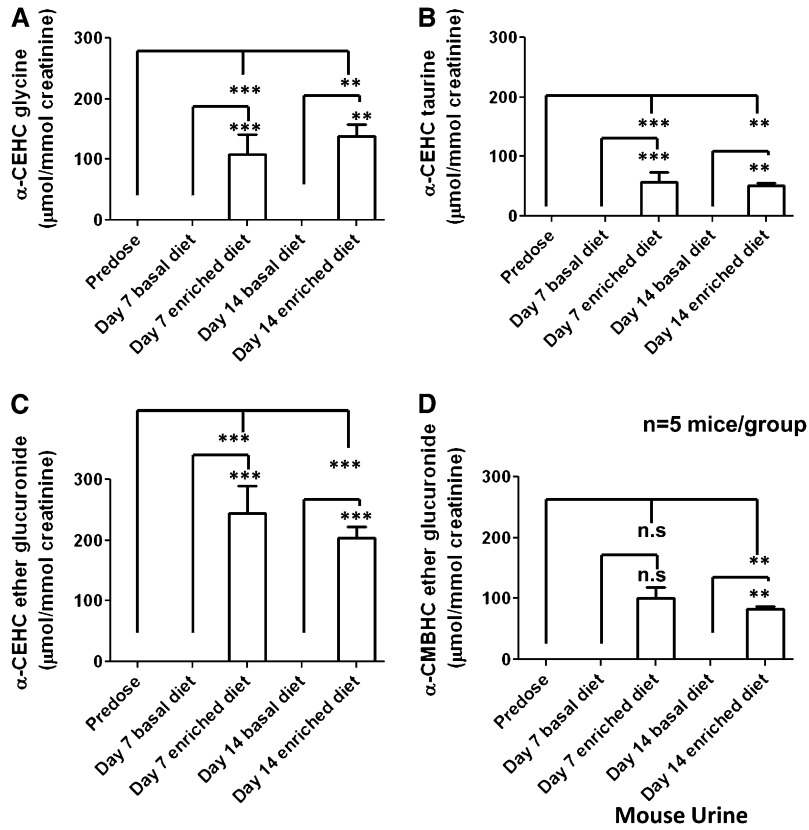 A
α-CEHC glycine
(μmol/mmol creatinine)
300
200
100
0
***
**
***
**
Predose
Day 7 basal diet
Day 7 enriched diet
Day 14 basal diet
Day 14 enriched diet
B
α-CEHC taurine
(μmol/mmol creatinine)
300
200
100
0
***
**
***
**
Predose
Day 7 basal diet
Day 7 enriched diet
Day 14 basal diet
Day 14 enriched diet
C
α-CEHC ether glucuronide
(μmol/mmol creatinine)
300
200
100
0
***
***
***
***
Predose
Day 7 basal diet
Day 7 enriched diet
Day 14 basal diet
Day 14 enriched diet
D
n=5 mice/group
α-CMBHC ether glucuronide
(μmol/mmol creatinine)
300
200
100
0
n.s
**
n.s
**
Predose
Day 7 basal diet
Day 7 enriched diet
Day 14 basal diet
Day 14 enriched diet
Mouse Urine